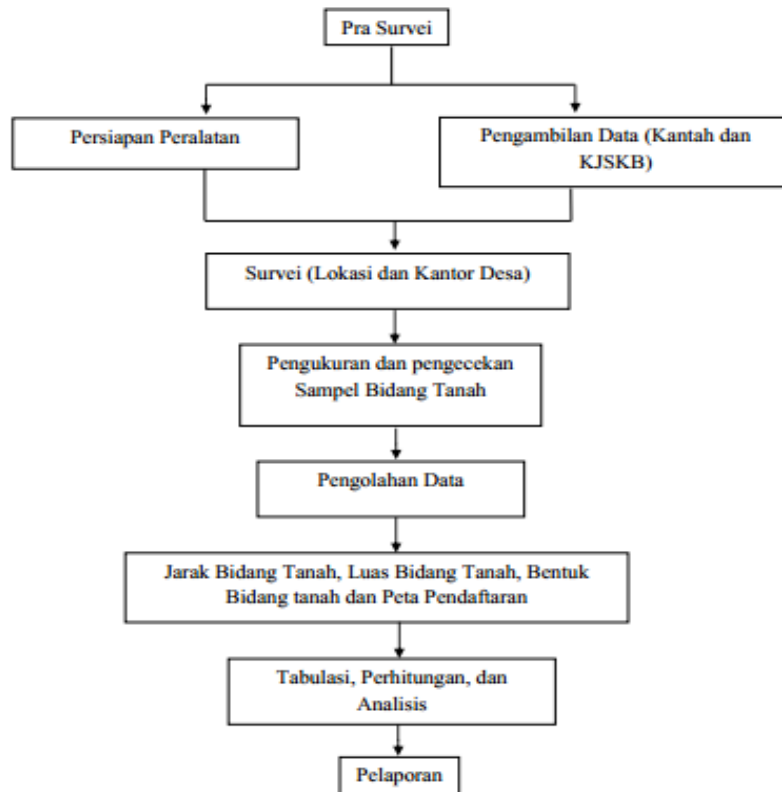 Pra Survei
Persiapan Peralatan
Pengambilan Data (Kantah dan
KJSKB)
Survei (Lokasi dan Kantor Desa)
Pengukuran dan pengecekan
Sampel Bidang Tanah
Pengolahan Data
Jarak Bidang Tanah, Luas Bidang Tanah, Bentuk
Bidang tanah dan Peta Pendaftaran
Tabulasi, Perhitungan, dan
Analisis
Pelaporan